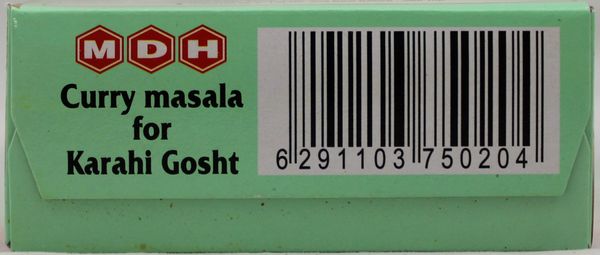 MDH
Curry masala
for
Karahi Gosht
6 291103 750204